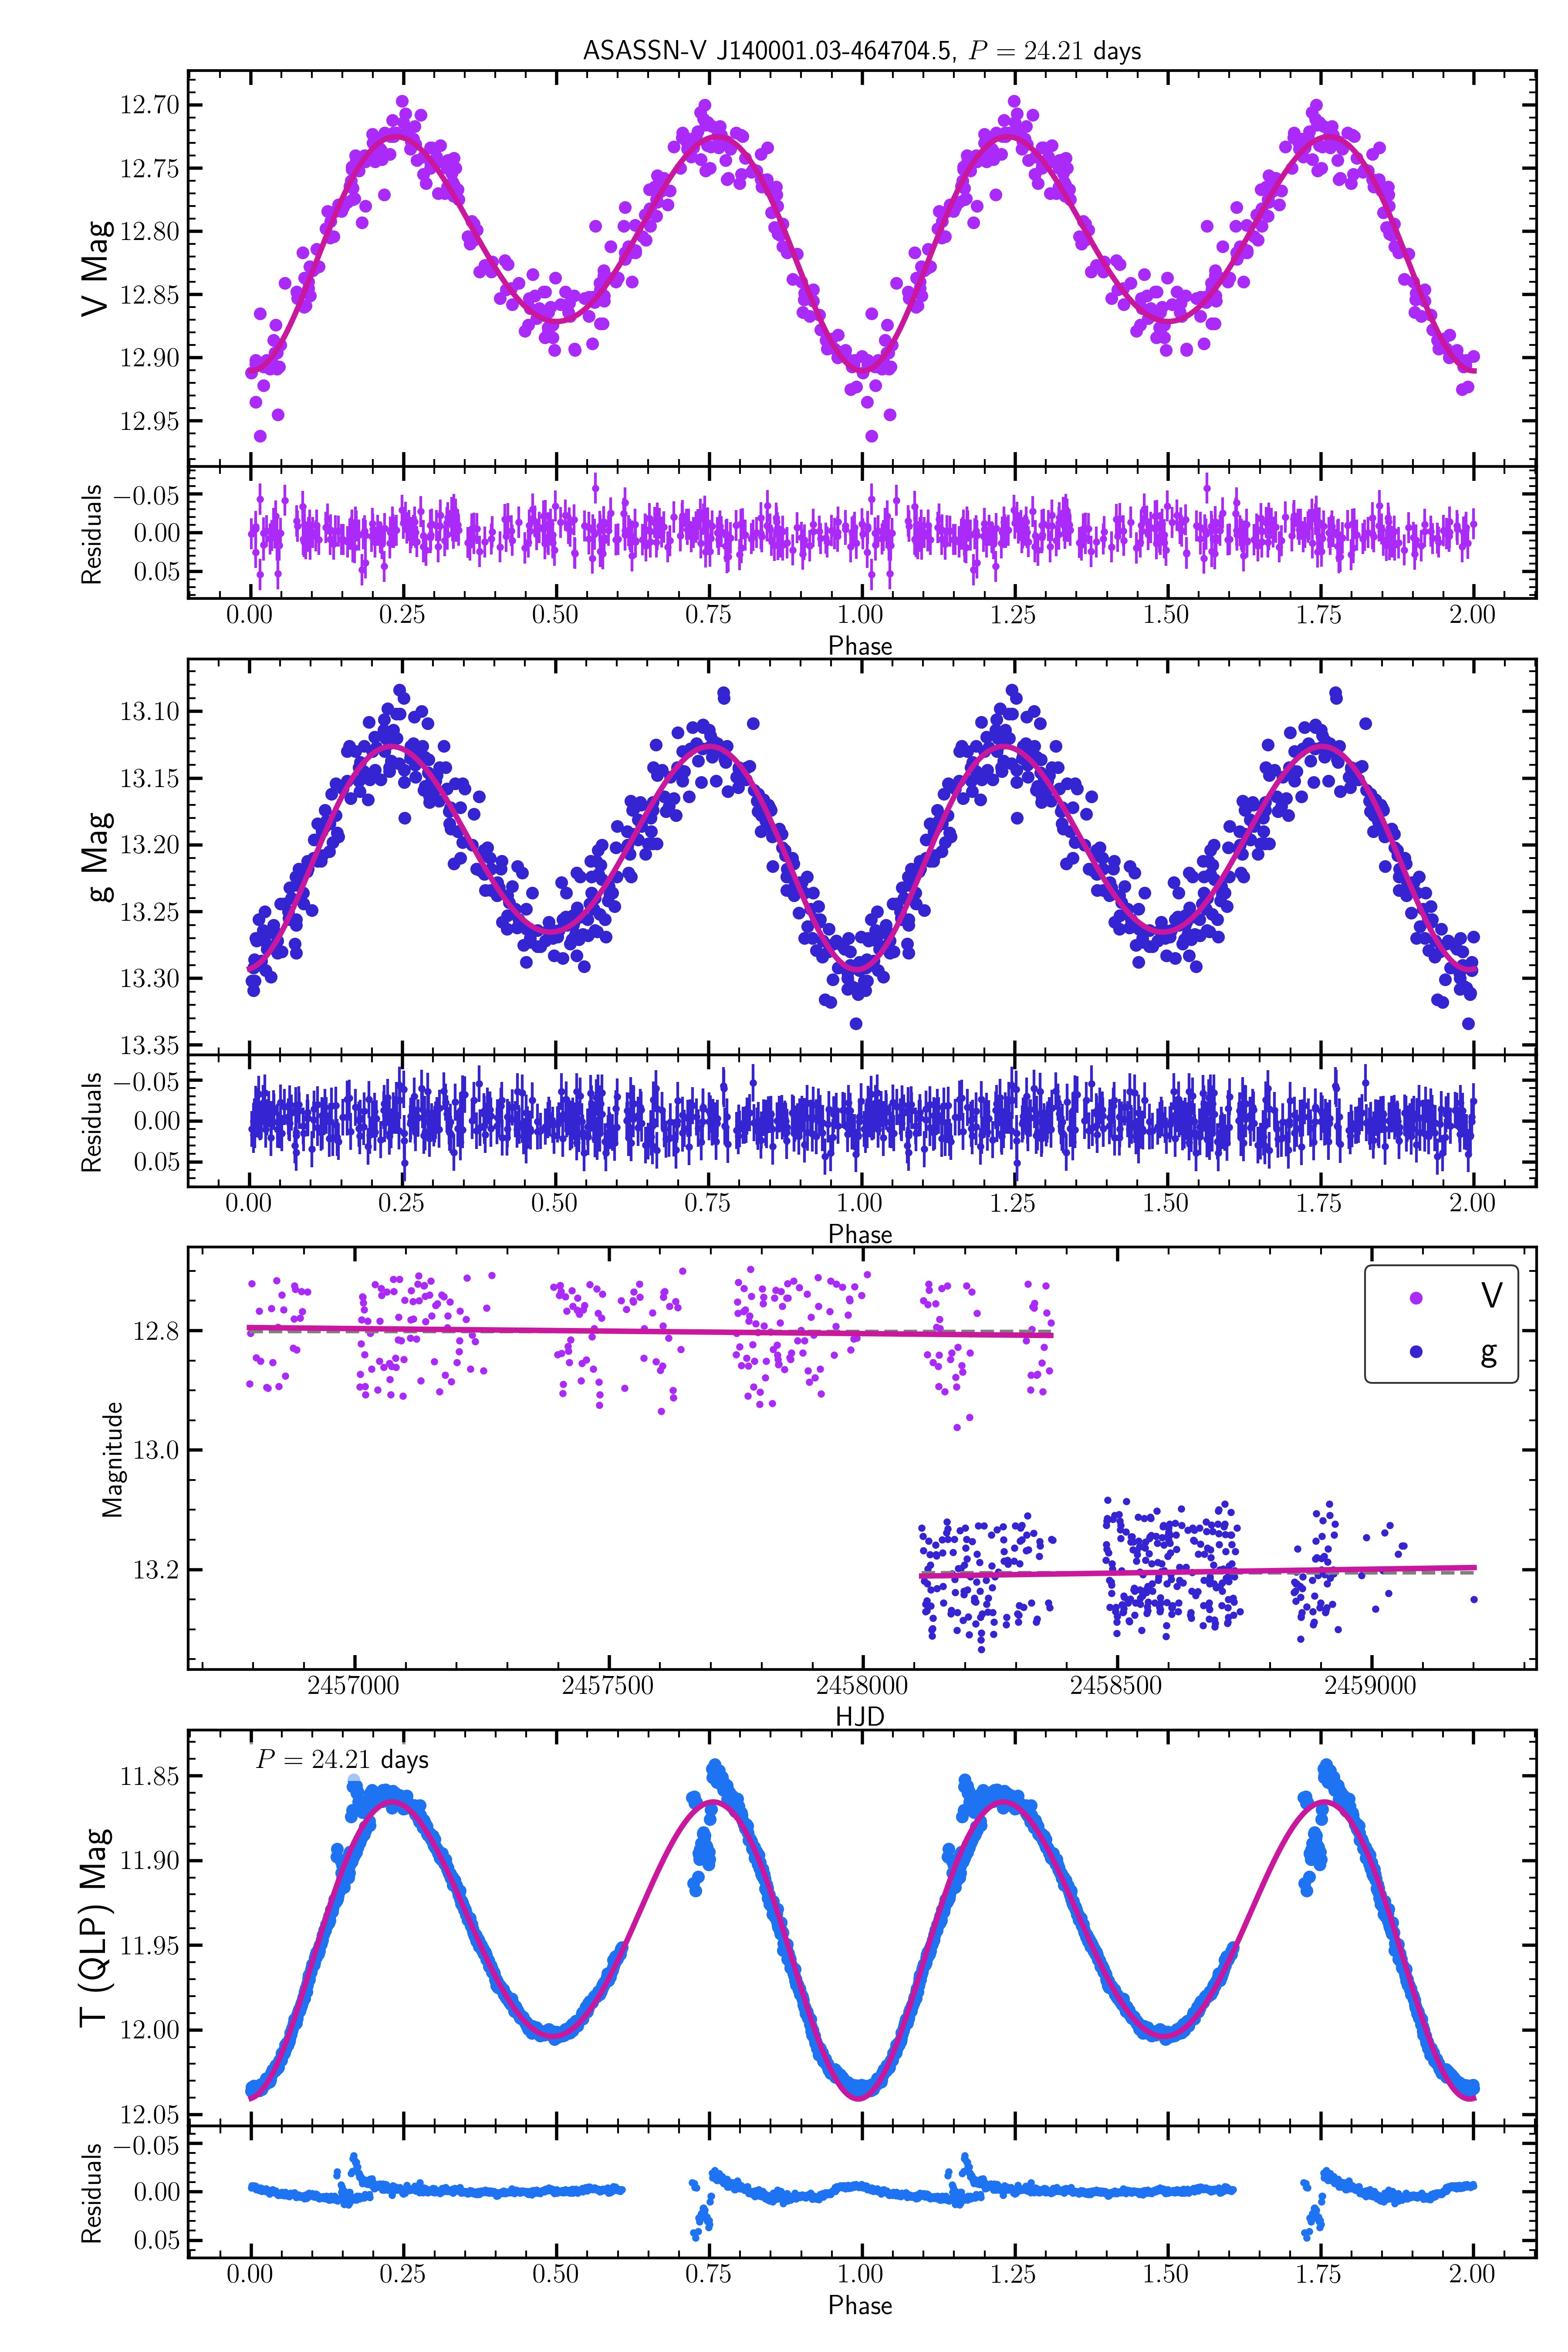 ASASSN-V J140001.03-464704.5, P = 24.21 days
V Mag
12.70
12.75
12.80
12.85
12.90
12.95
Residuals
−0.05
0.00
0.05
0.00 0.25 0.50 0.75 1.00 1.25 1.50 1.75 2.00
Phase
g Mag
13.10
13.15
13.20
13.25
13.30
13.35
Residuals
−0.05
0.00
0.05
0.00 0.25 0.50 0.75 1.00 1.25 1.50 1.75 2.00
Phase
Magnitude
12.8
13.0
13.2
V
g
2457000 2457500 2458000 2458500 2459000
HJD
P = 24.21 days
T (QLP) Mag
11.85
11.90
11.95
12.00
12.05
Residuals
−0.05
0.00
0.05
0.00 0.25 0.50 0.75 1.00 1.25 1.50 1.75 2.00
Phase